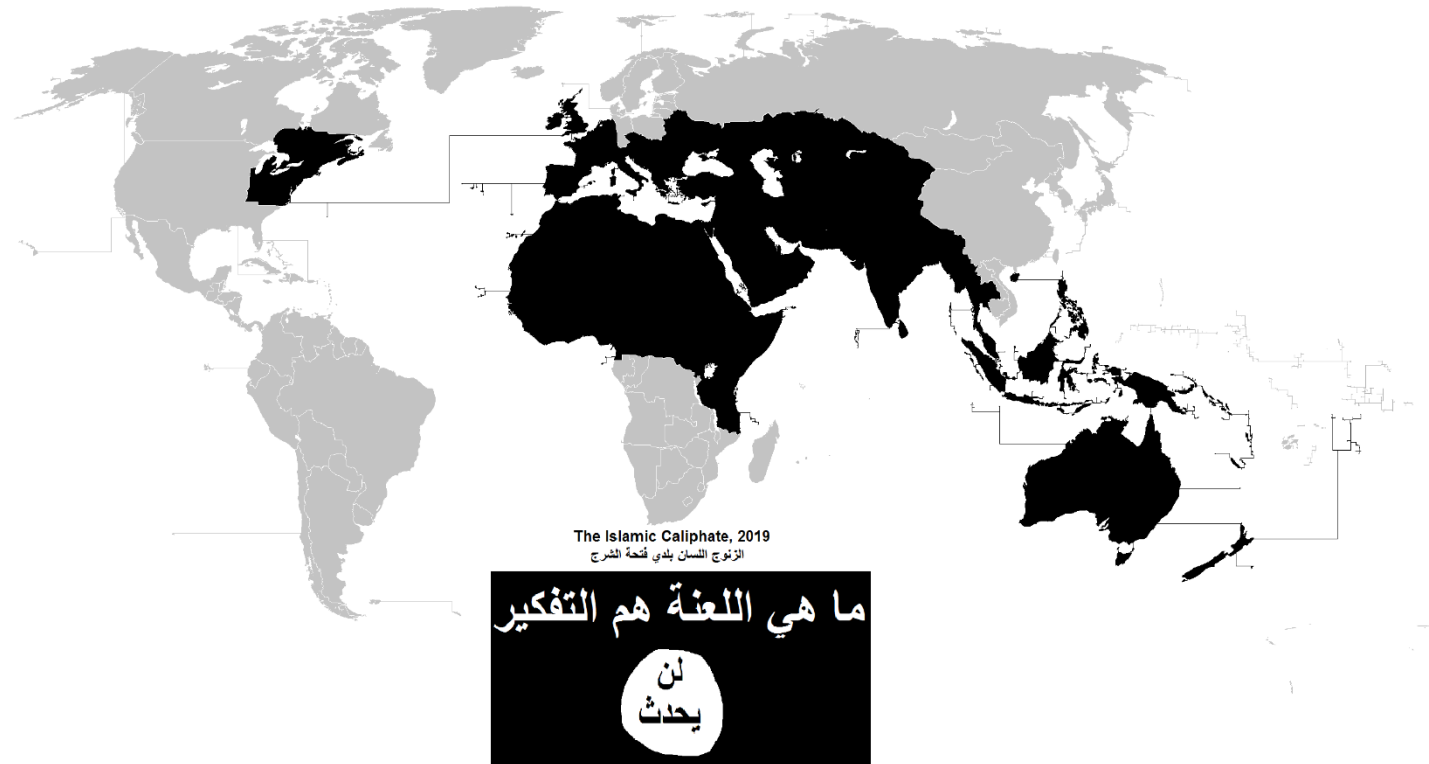 The Islamic Caliphate, 2019
الزنوج اللسان بلدي فتحة الشرج
ما هي اللعنة هم التفكير
لن
يحدث